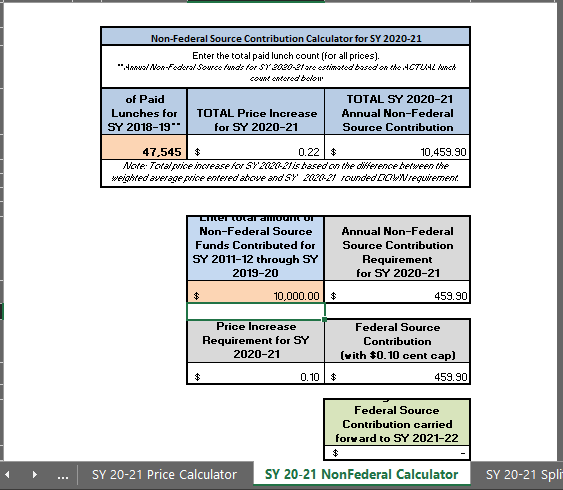 Non-Federal Source Contribution Calculator for SY 2020-21
Enter the total paid lunch count (for all prices).
**Annual Non-Federal Source funds for SY 2020-21 are estimated based on the ACTUAL lunch
count entered below
of Paid
Lunches for
SY 2018-19**
TOTAL Price Increase
for SY 2020-21
TOTAL SY 2020-21
Annual Non-Federal
Source Contribution
47,545 $ 0.22 $ 10,459.90
Note: Total price increase for SY 2020-21 is based on the difference between the
weighted average price entered above and SY' 2020-21 rounded DOWN requirement.
Enter total amount of
Non-Federal Source
Funds Contributed for
SY 2011-12 through SY
2019-20
Annual Non-Federal
Source Contribution
Requirement
for SY 2020-21
$ 10,000.00 $ 459.90
Price Increase
Requirement for SY
2020-21
Federal Source
Contribution
(with $0.10 cent cap)
$ 0.10 $ 459.90
Federal Source
Contribution carried
forward to SY 2021-22
$ -
... SY 20-21 Price Calculator SY 20-21 NonFederal Calculator SY 20-21 Spli